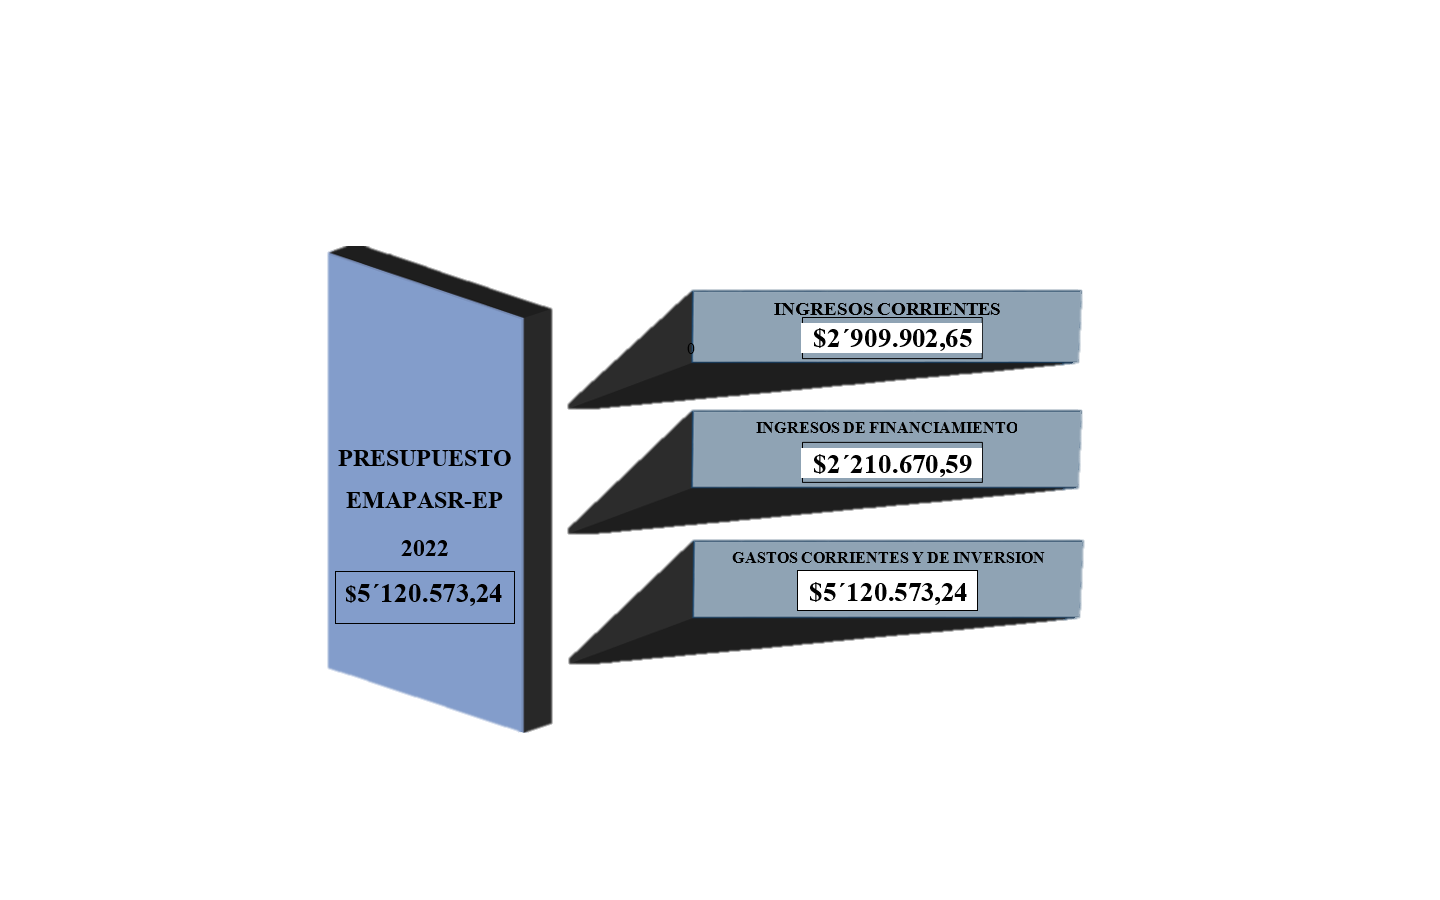 PRESUPUESTO
EMAPASR-EP
2022
$5´120.573,24
INGRESOS CORRIENTES
$2´909.902,65
0
INGRESOS DE FINANCIAMIENTO
$2´210.670,59
GASTOS CORRIENTES Y DE INVERSION
$5´120.573,24